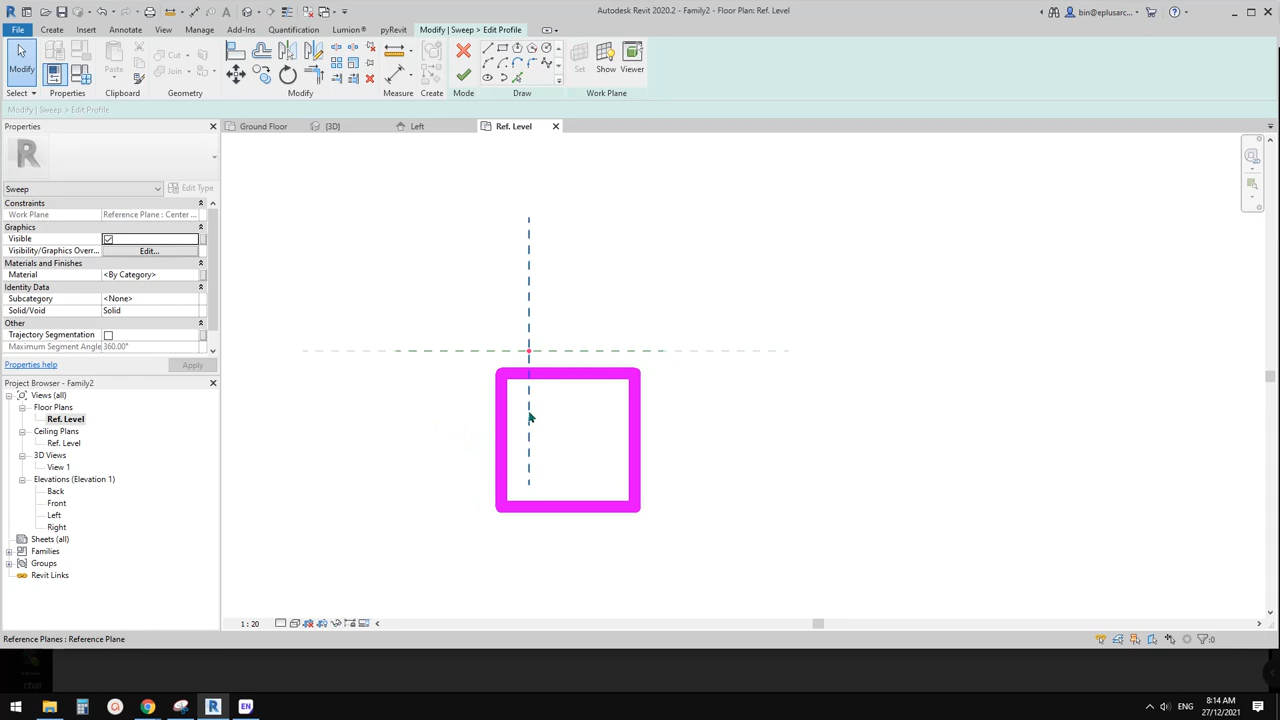 Autodesk Revit 2020.2 - Family2 - Floor Plan: Ref. Level
bin@eplusarc...
File Create Insert Annotate View Manage Add-Ins Quantification Lumion® pyRevit Modify | Sweep > Edit Profile
Modify Paste Cut Join Set Show Viewer
Select Properties Clipboard Geometry Modify Measure Create Mode Draw Work Plane
Modify | Sweep > Edit Profile
Properties
Ground Floor {3D} Left Ref. Level
R
Sweep Edit Type
Constraints
Work Plane Reference Plane : Center ...
Graphics
Visible
Visibility/Graphics Overr... Edit...
Materials and Finishes
Material <By Category>
Identity Data
Subcategory <None>
Solid/Void Solid
Other
Trajectory Segmentation
Maximum Segment Angle 360.00°
Properties help Apply
Project Browser - Family2
Views (all)
Floor Plans
Ref. Level
Ceiling Plans
Ref. Level
3D Views
View 1
Elevations (Elevation 1)
Back
Front
Left
Right
Sheets (all)
Families
Groups
Revit Links
1 : 20
Reference Planes : Reference Plane
:0
ENG
8:14 AM
27/12/2021
EN